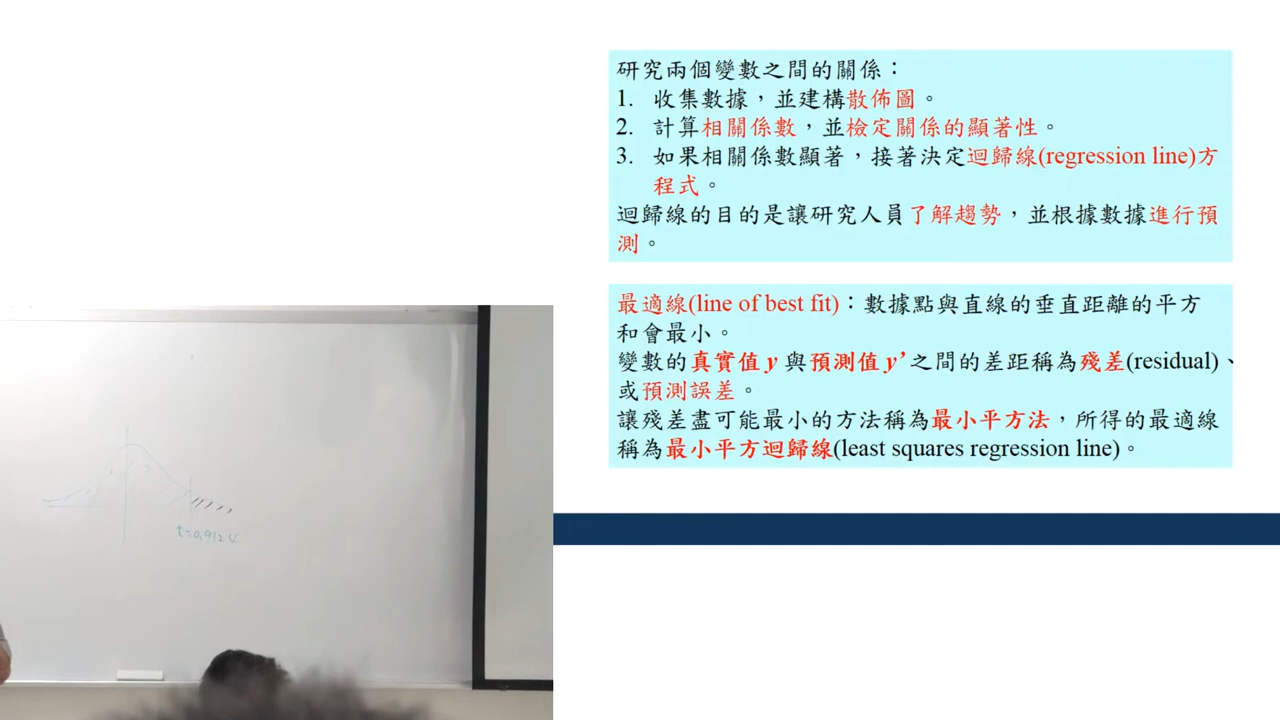 研究兩個變數之間的關係：
1. 收集數據，並建構散佈圖。
2. 計算相關係數，並檢定關係的顯著性。
3. 如果相關係數顯著，接著決定迴歸線(regression line)方
程式。
迴歸線的目的是讓研究人員了解趨勢，並根據數據進行預
測。
最適線(line of best fit)：數據點與直線的垂直距離的平方
和會最小。
變數的真實值 y 與預測值 y’之間的差距稱為殘差(residual)、
或預測誤差。
讓殘差盡可能最小的方法稱為最小平方法，所得的最適線
稱為最小平方迴歸線(least squares regression line)。